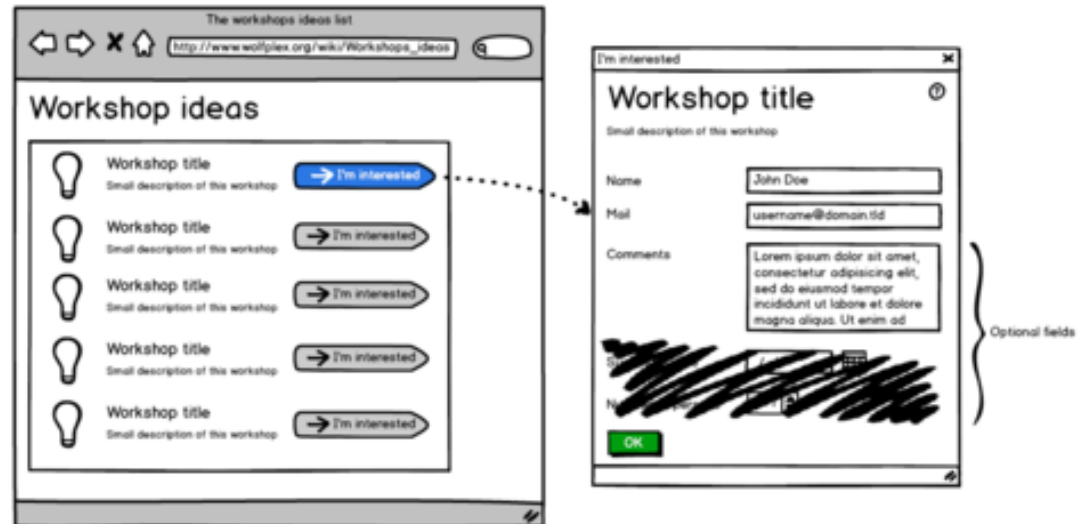 The workshops ideas list
http://www.wolfplex.org/wiki/Workshops_ideas
Workshop ideas
Workshop title
Small description of this workshop
I'm interested
Workshop title
Small description of this workshop
I'm interested
Workshop title
Small description of this workshop
I'm interested
Workshop title
Small description of this workshop
I'm interested
Workshop title
Small description of this workshop
I'm interested
I'm interested
Workshop title
?
Small description of this workshop
Name
John Doe
Mail
username@domain.tld
Comments
Lorem ipsum dolor sit amet,
consectetur adipisicing elit,
sed do eiusmod tempor
incididunt ut labore et dolore
magna aliqua. Ut enim ad
Optional fields
OK